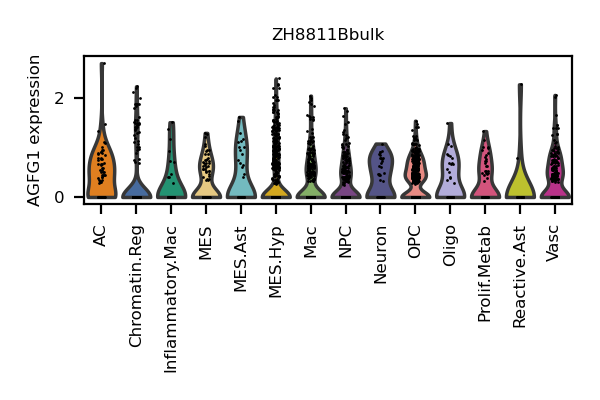 ZH8811Bbulk
AGFG1 expression
2
0
AC
Chromatin.Reg
Inflammatory.Mac
MES
MES.Ast
MES.Hyp
Mac
NPC
Neuron
OPC
Oligo
Prolif.Metab
Reactive.Ast
Vasc